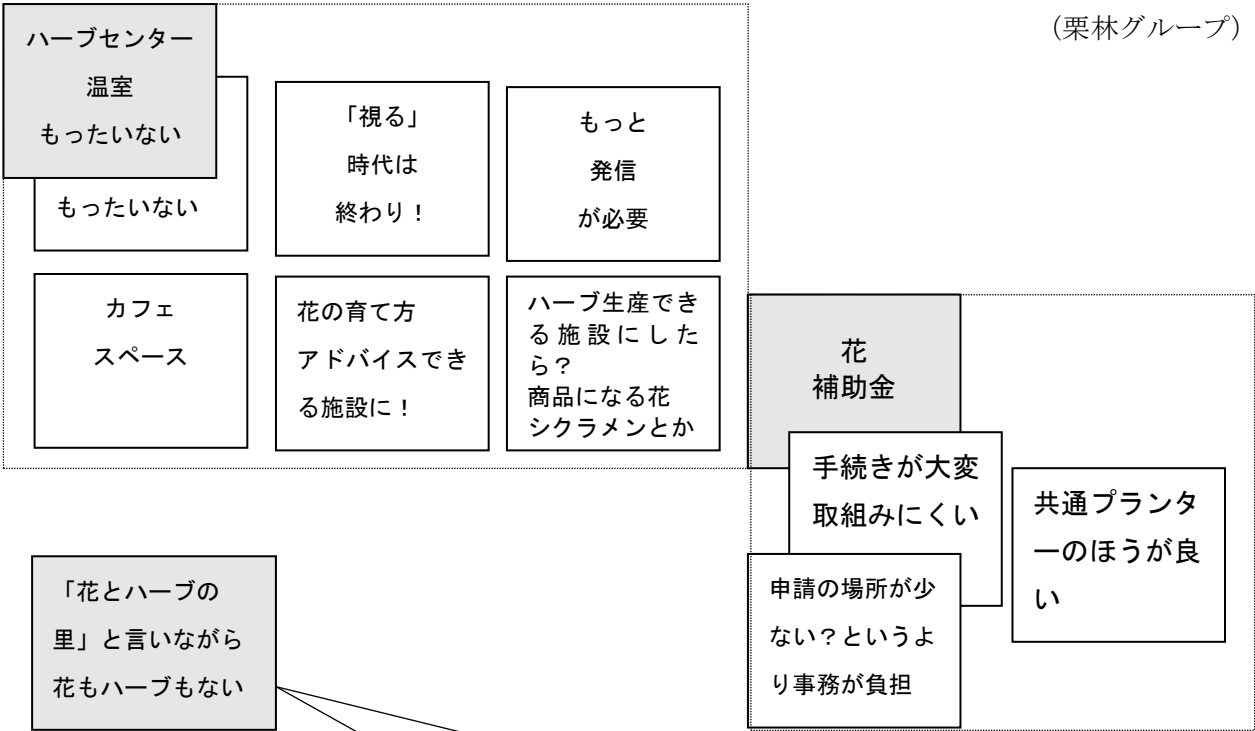 (栗林グループ)
ハーブセンター
温室
もったいない
もったいない
「視る」
時代は
終わり！
もっと
発信
が必要
カフェ
スペース
花の育て方
アドバイスでき
る施設に！
ハーブ生産でき
る施設にした
ら？
商品になる花
シクラメンとか
花
補助金
手続きが大変
取組みにくい
共通プランタ
ーのほうが良
い
申請の場所が少
ない？というよ
り事務が負担
「花とハーブの
里」と言いながら
花もハーブもない